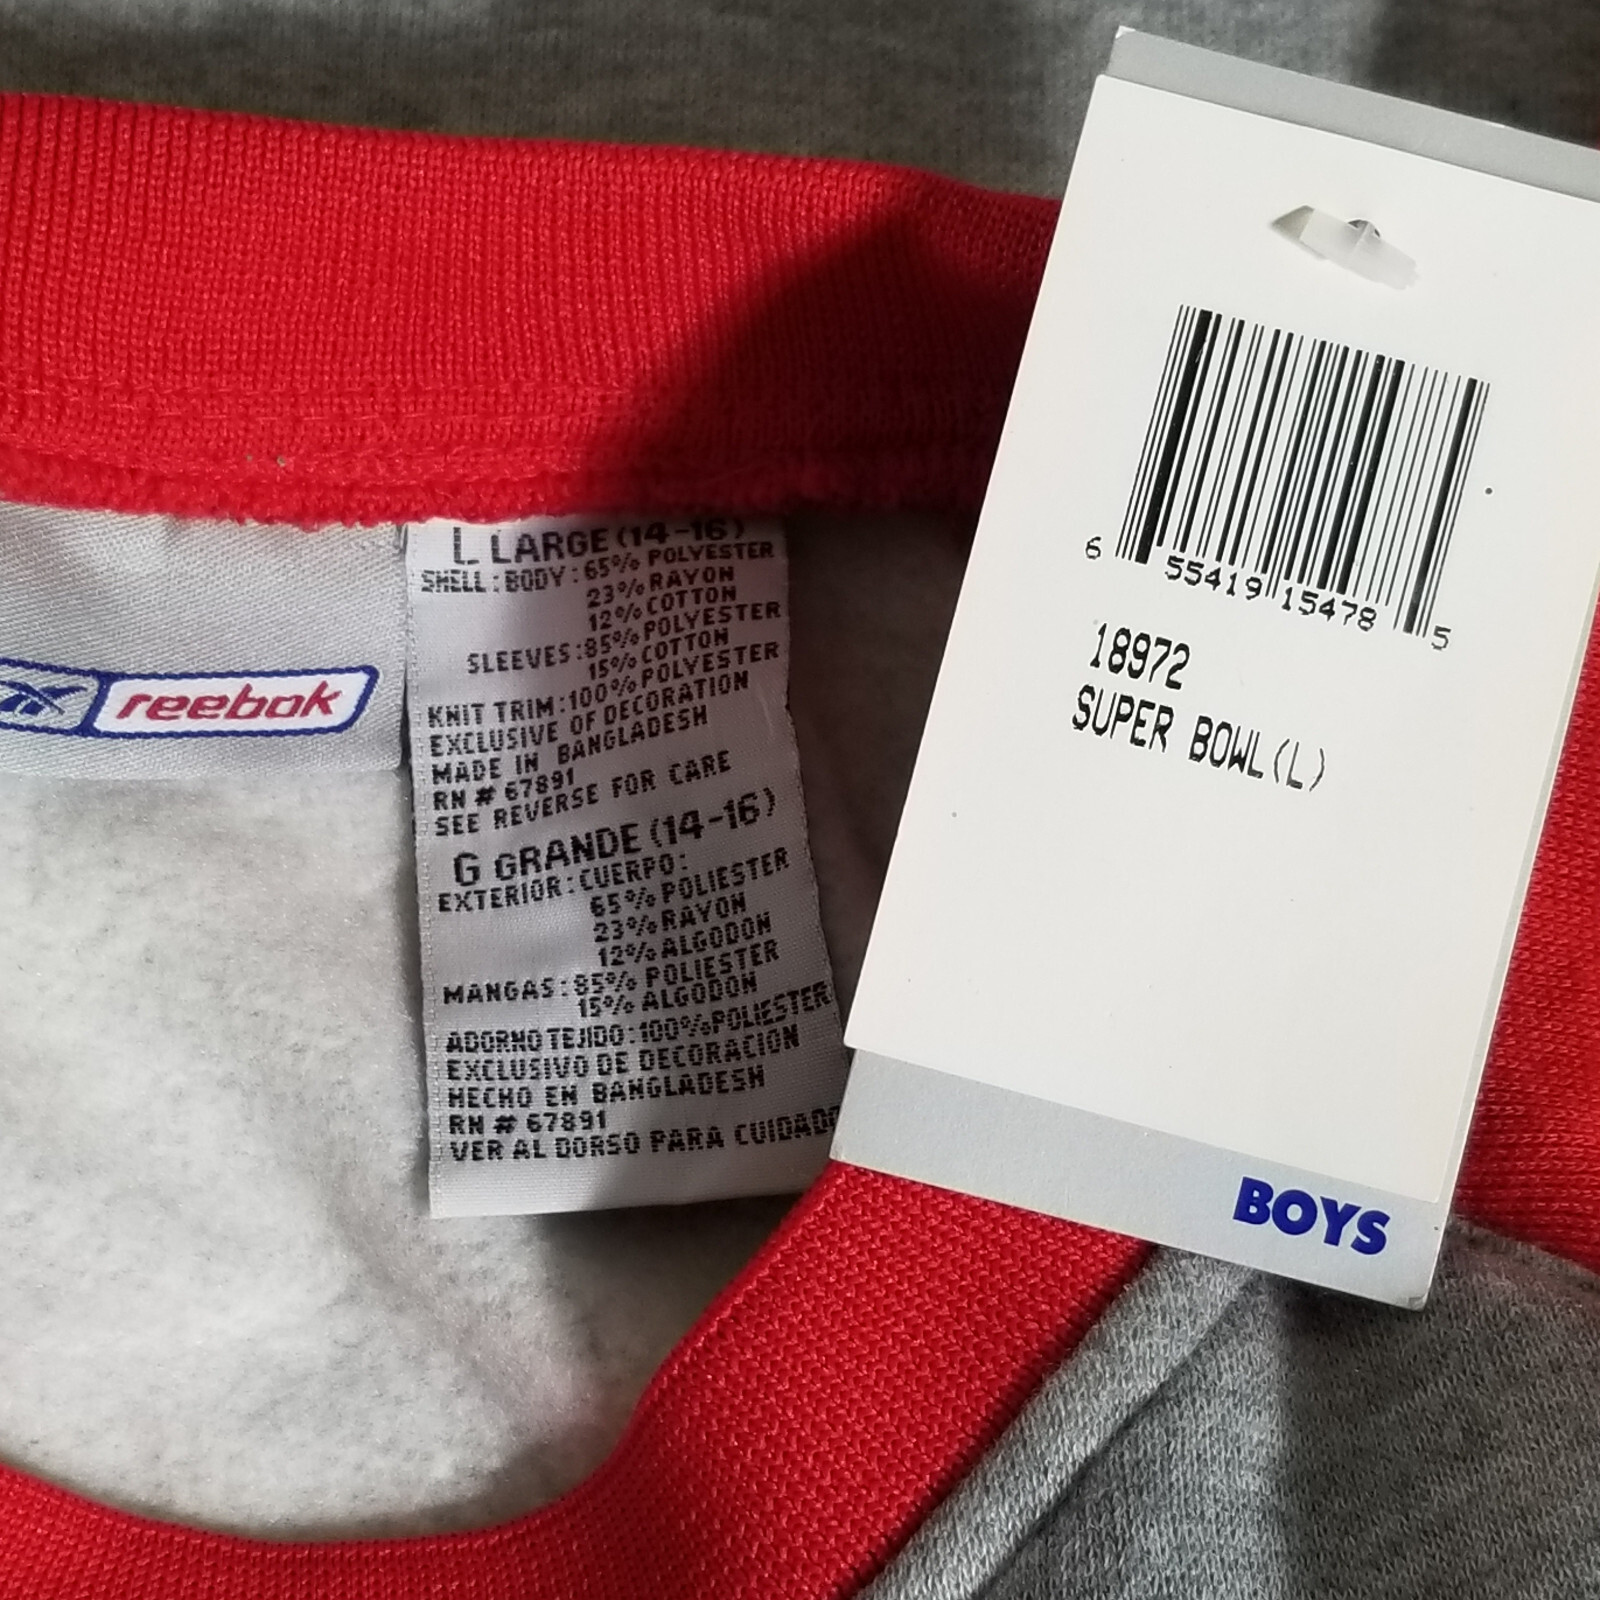 reebok
L LARGE (14-16)
SHELL: BODY: 65% POLYESTER
23% RAYON
12% COTTON
SLEEVES: 85% POLYESTER
15% COTTON
KNIT TRIM: 100% POLYESTER
EXCLUSIVE OF DECORATION
MADE IN BANGLADESH
RN # 67891
SEE REVERSE FOR CARE
G GRANDE (14-16)
EXTERIOR: CUERPO:
65% POLIESTER
23% RAYON
12% ALGODON
MANGAS: 85% POLIESTER
15% ALGODON
ADORNO TEJIDO: 100% POLIESTER
EXCLUSIVO DE DECORACION
HECHO EN BANGLADESH
RN # 67891
VER AL DORSO PARA CUIDADO
6 55419 15478 5
18972
SUPER BOWL (L)
BOYS